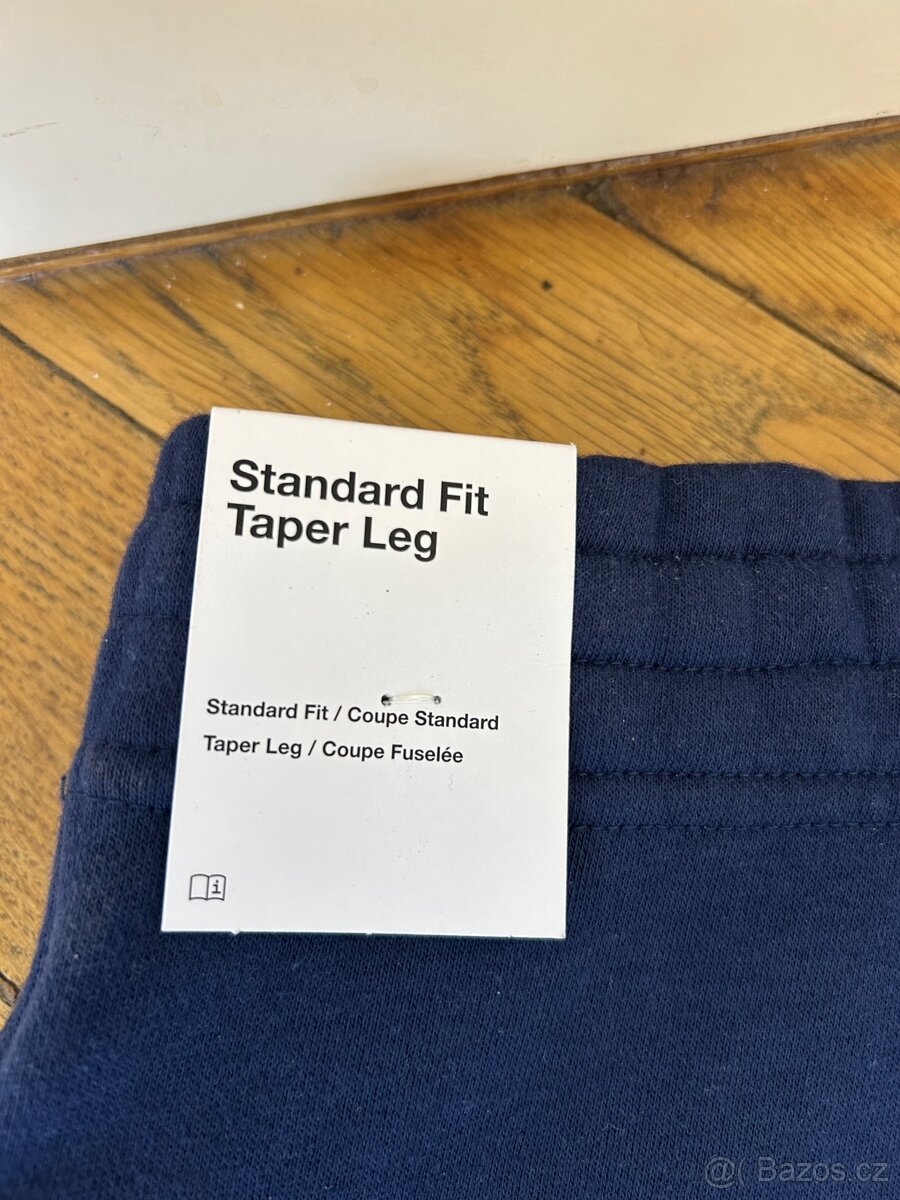 Standard Fit
Taper Leg
Standard Fit / Coupe Standard
Taper Leg / Coupe Fuselée
i
@( Bazos.cz